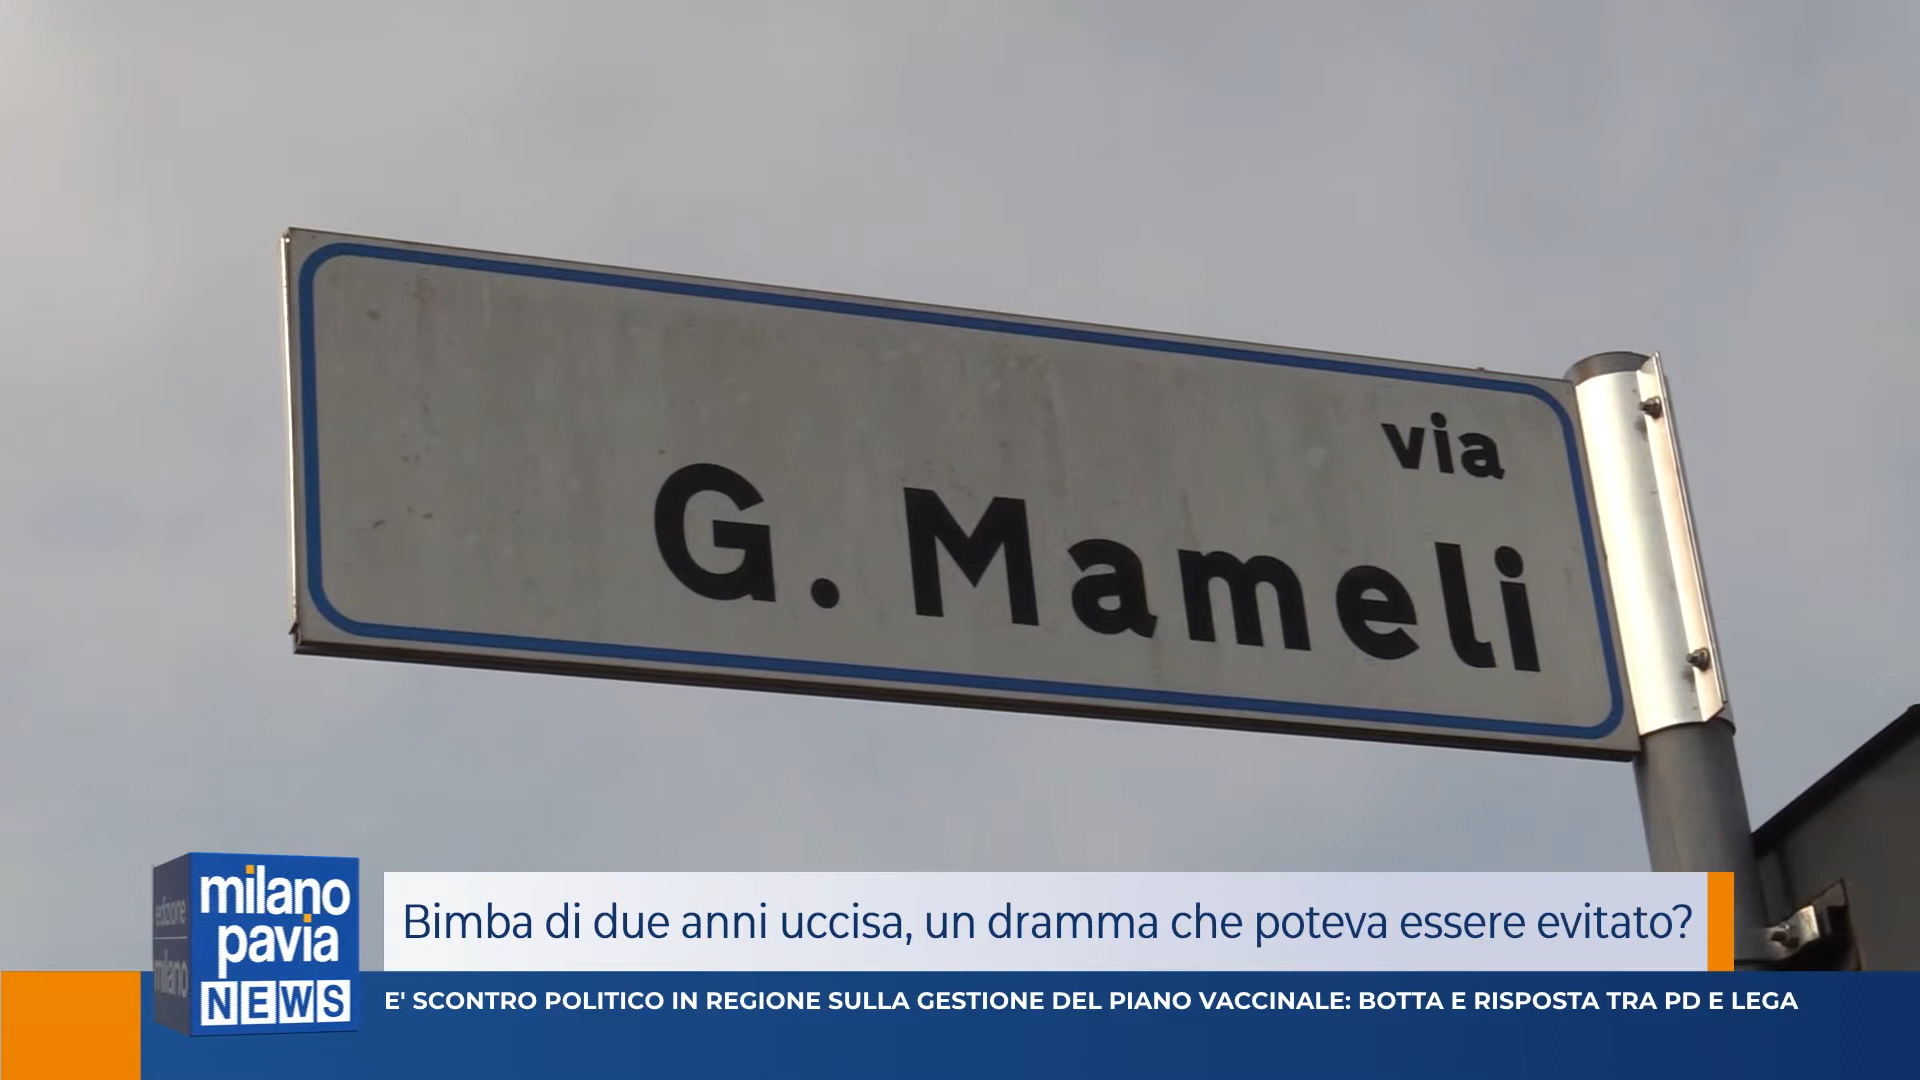 via
G. Mameli
milano
pavia
NEWS
edizione
milano
Bimba di due anni uccisa, un dramma che poteva essere evitato?
E' SCONTRO POLITICO IN REGIONE SULLA GESTIONE DEL PIANO VACCINALE: BOTTA E RISPOSTA TRA PD E LEGA